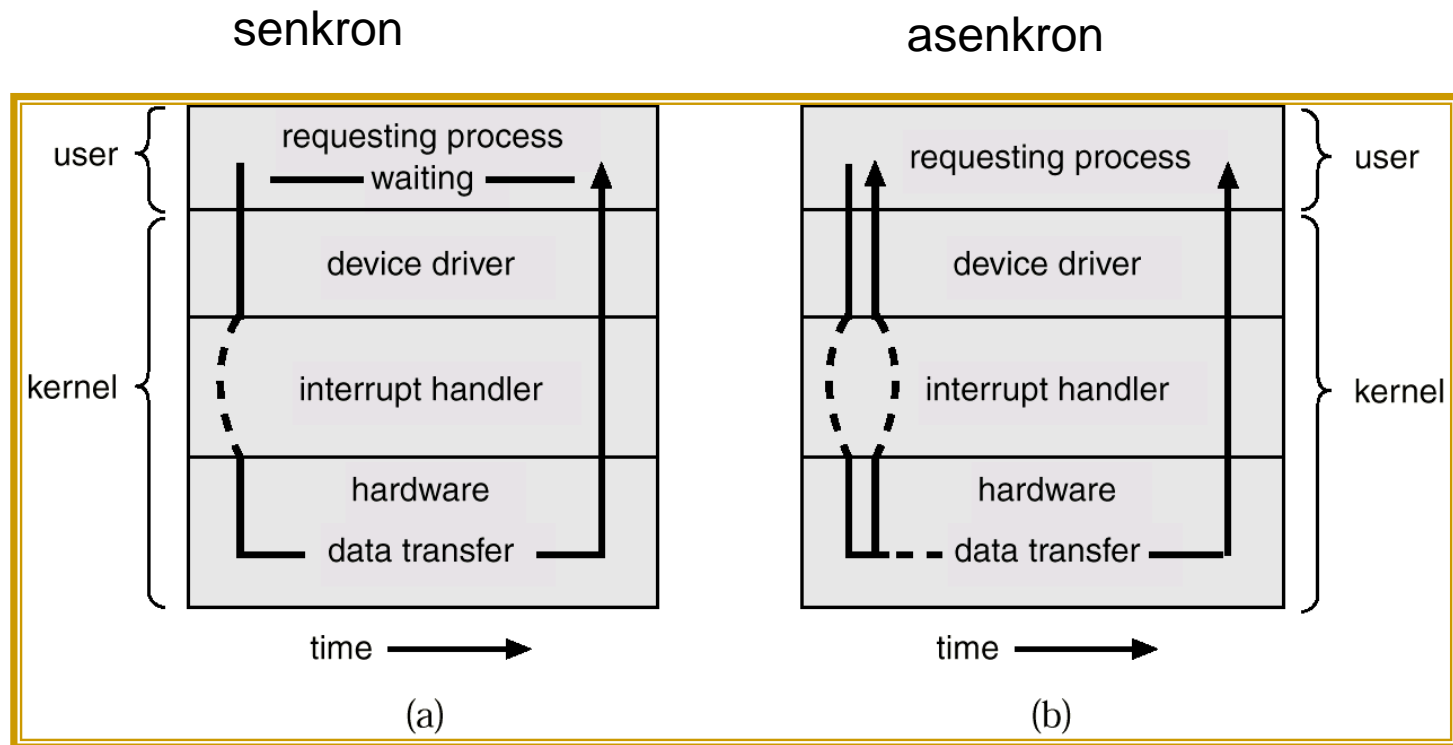 senkron
asenkron
user
requesting process
waiting
device driver
kernel
interrupt handler
hardware
data transfer
time
(a)
requesting process
user
device driver
interrupt handler
kernel
hardware
data transfer
time
(b)